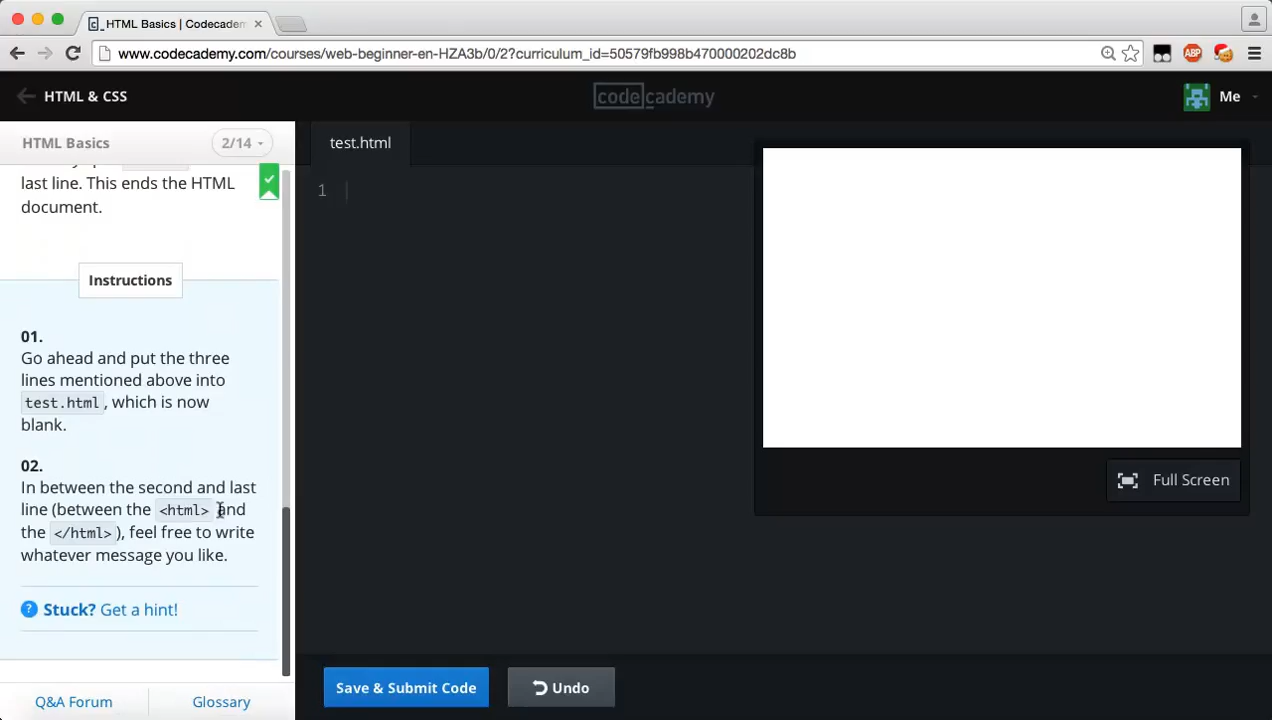 HTML Basics | Codecadem
www.codecademy.com/courses/web-beginner-en-HZA3b/0/2?curriculum_id=50579fb998b470000202dc8b
ABP
HTML & CSS
codecademy
Me
HTML Basics
2/14
test.html
last line. This ends the HTML
document.
Instructions
01.
Go ahead and put the three
lines mentioned above into
test.html, which is now
blank.
02.
In between the second and last
line (between the <html> and
the </html>), feel free to write
whatever message you like.
? Stuck? Get a hint!
Q&A Forum
Glossary
1
Full Screen
Save & Submit Code
Undo